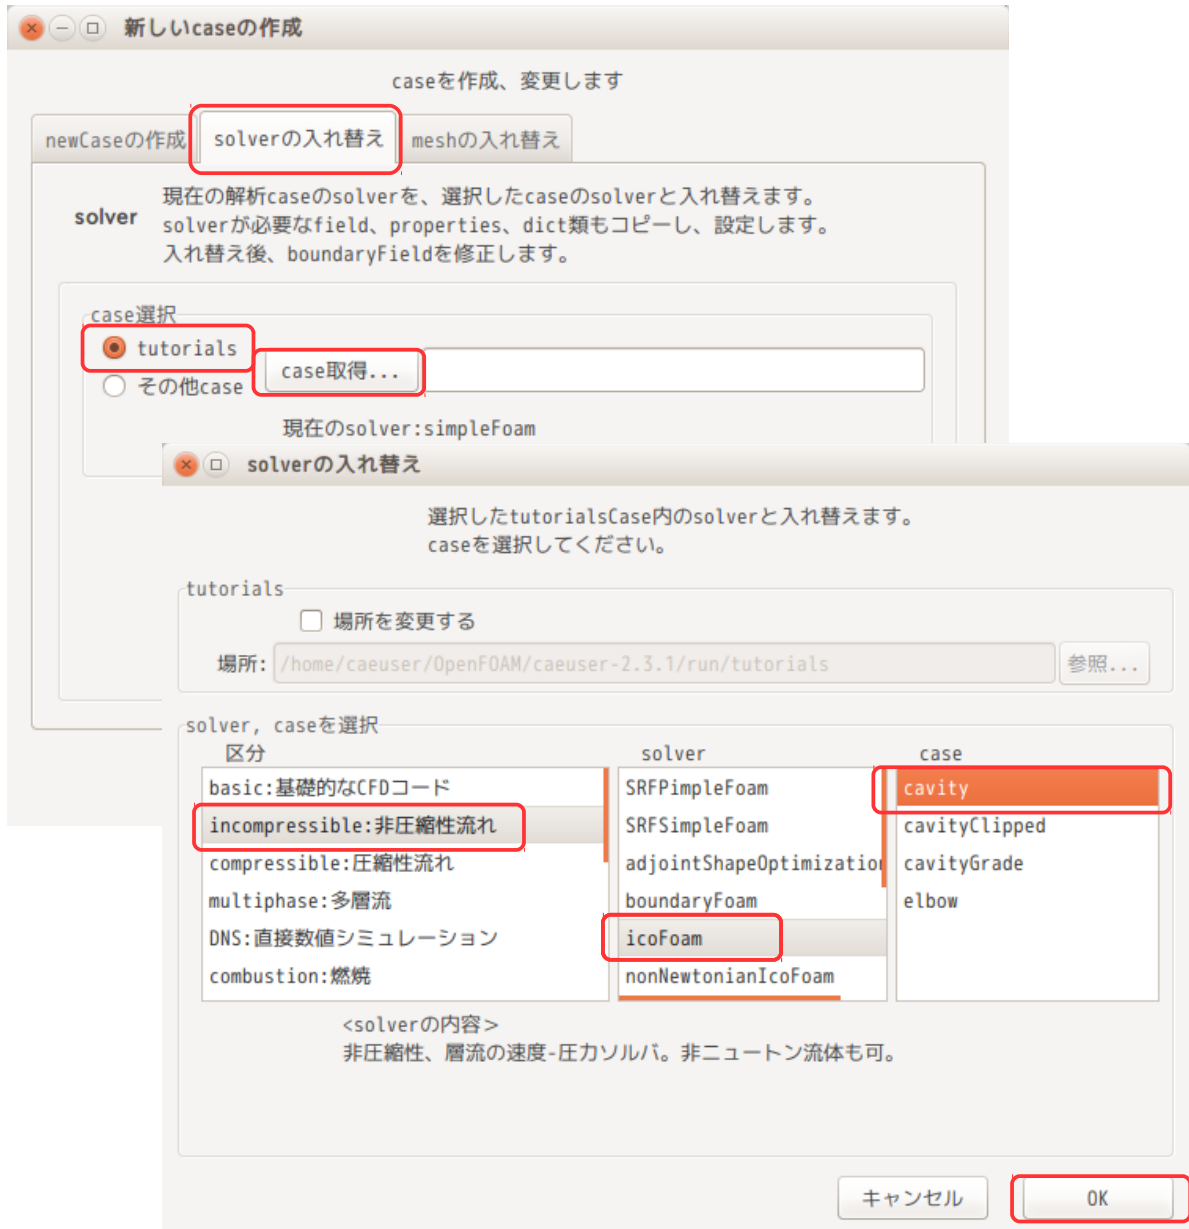 新しいcaseの作成
caseを作成、変更します
newCaseの作成 solverの入れ替え meshの入れ替え
solver
現在の解析caseのsolverを、選択したcaseのsolverと入れ替えます。
solverが必要なfield、properties、dict類もコピーし、設定します。
入れ替え後、boundaryFieldを修正します。
case選択
tutorials
その他case
case取得...
現在のsolver:simpleFoam
solverの入れ替え
選択したtutorialsCase内のsolverと入れ替えます。
caseを選択してください。
tutorials
場所を変更する
場所: /home/caeuser/OpenFOAM/caeuser-2.3.1/run/tutorials 参照...
solver, caseを選択
区分
basic:基礎的なCFDコード
incompressible:非圧縮性流れ
compressible:圧縮性流れ
multiphase:多層流
DNS:直接数値シミュレーション
combustion:燃焼
solver
SRFPimpleFoam
SRFSimpleFoam
adjointShapeOptimization
boundaryFoam
icoFoam
nonNewtonianIcoFoam
case
cavity
cavityClipped
cavityGrade
elbow
<solverの内容>
非圧縮性、層流の速度-圧力ソルバ。非ニュートン流体も可。
キャンセル OK